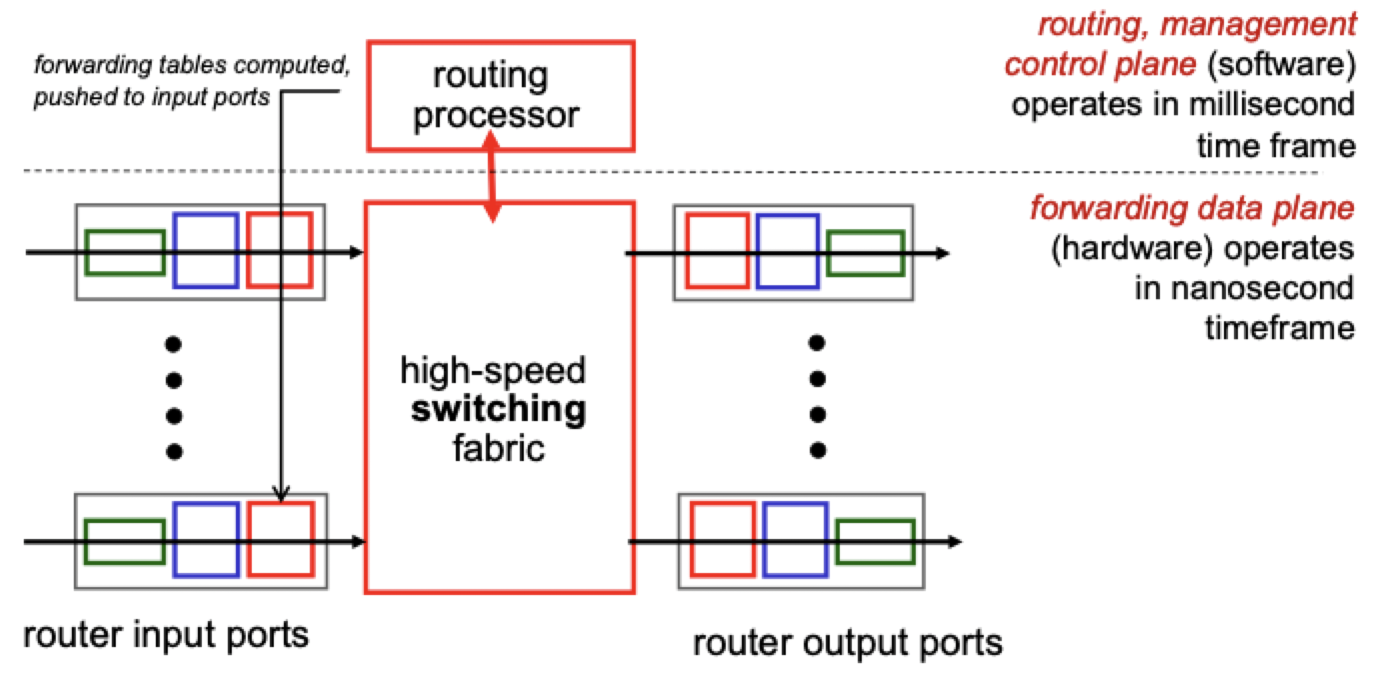 forwarding tables computed,
pushed to input ports
routing
processor
routing, management
control plane (software)
operates in millisecond
time frame
forwarding data plane
(hardware) operates
in nanosecond
timeframe
high-speed
switching
fabric
router input ports
router output ports